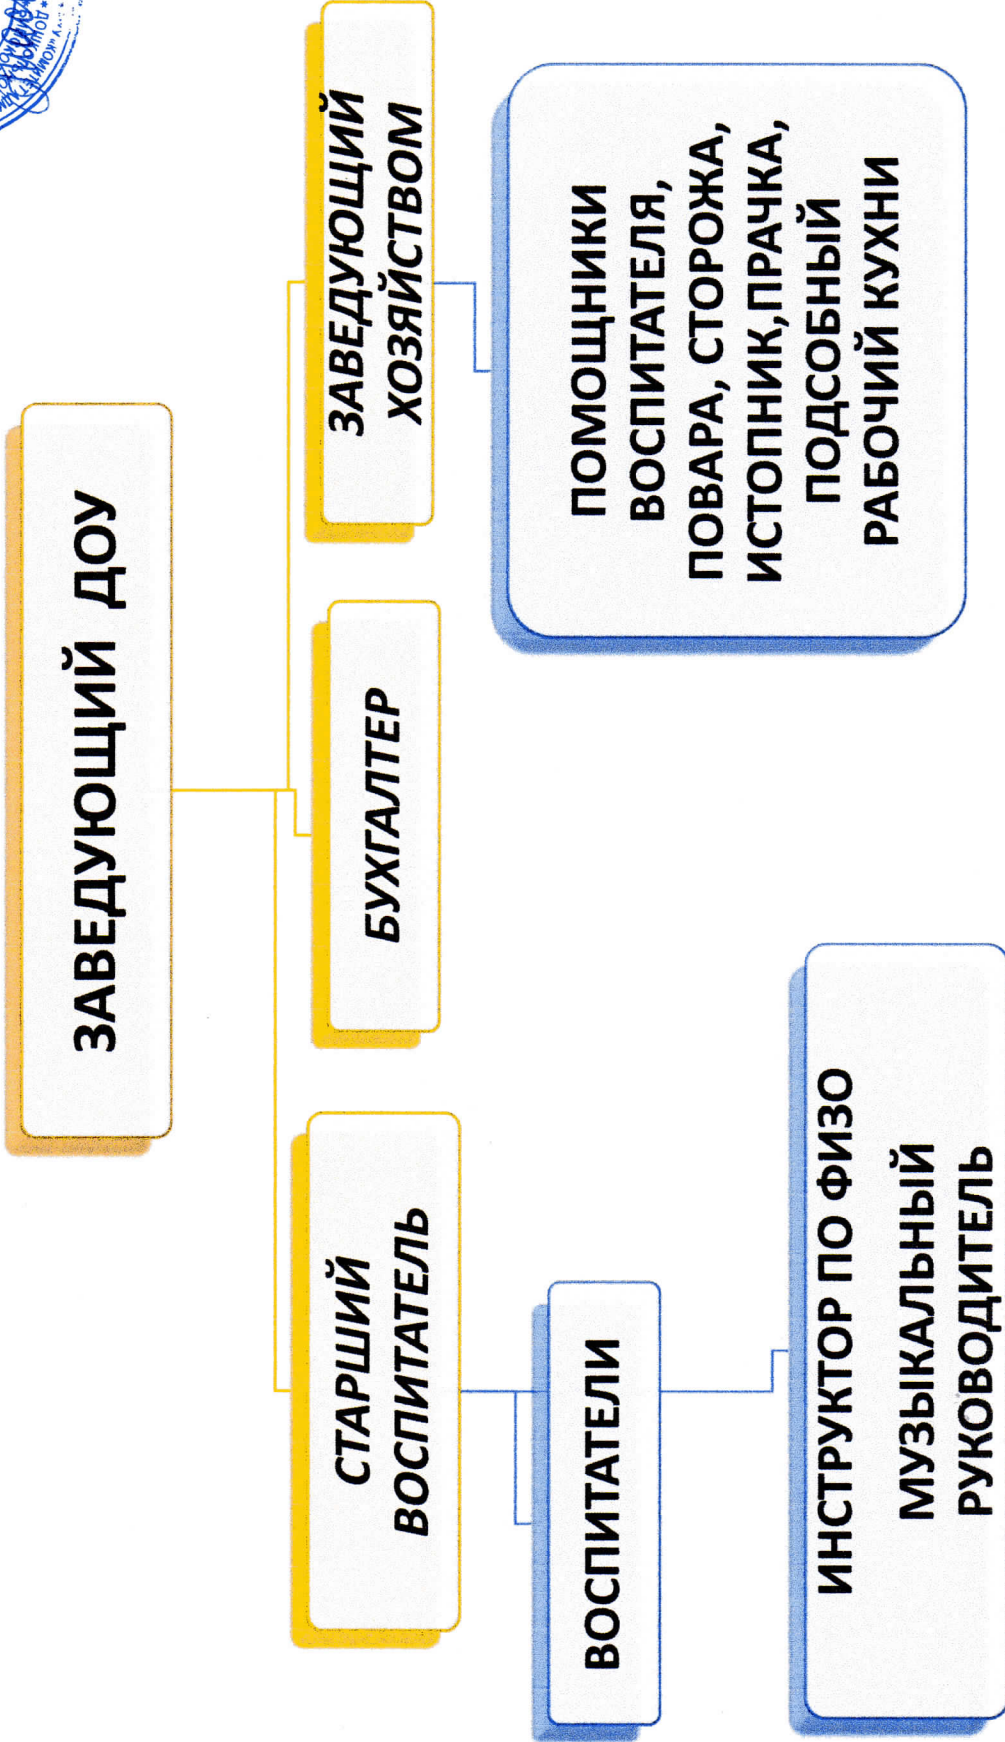 ЗАВЕДУЮЩИЙ ДОУ
СТАРШИЙ
ВОСПИТАТЕЛЬ
БУХГАЛТЕР
ЗАВЕДУЮЩИЙ
ХОЗЯЙСТВОМ
ВОСПИТАТЕЛИ
ПОМОЩНИКИ
ВОСПИТАТЕЛЯ,
ПОВАРА, СТОРОЖА,
ИСТОПНИК,ПРАЧКА,
ПОДСОБНЫЙ
РАБОЧИЙ КУХНИ
ИНСТРУКТОР ПО ФИЗО
МУЗЫКАЛЬНЫЙ
РУКОВОДИТЕЛЬ